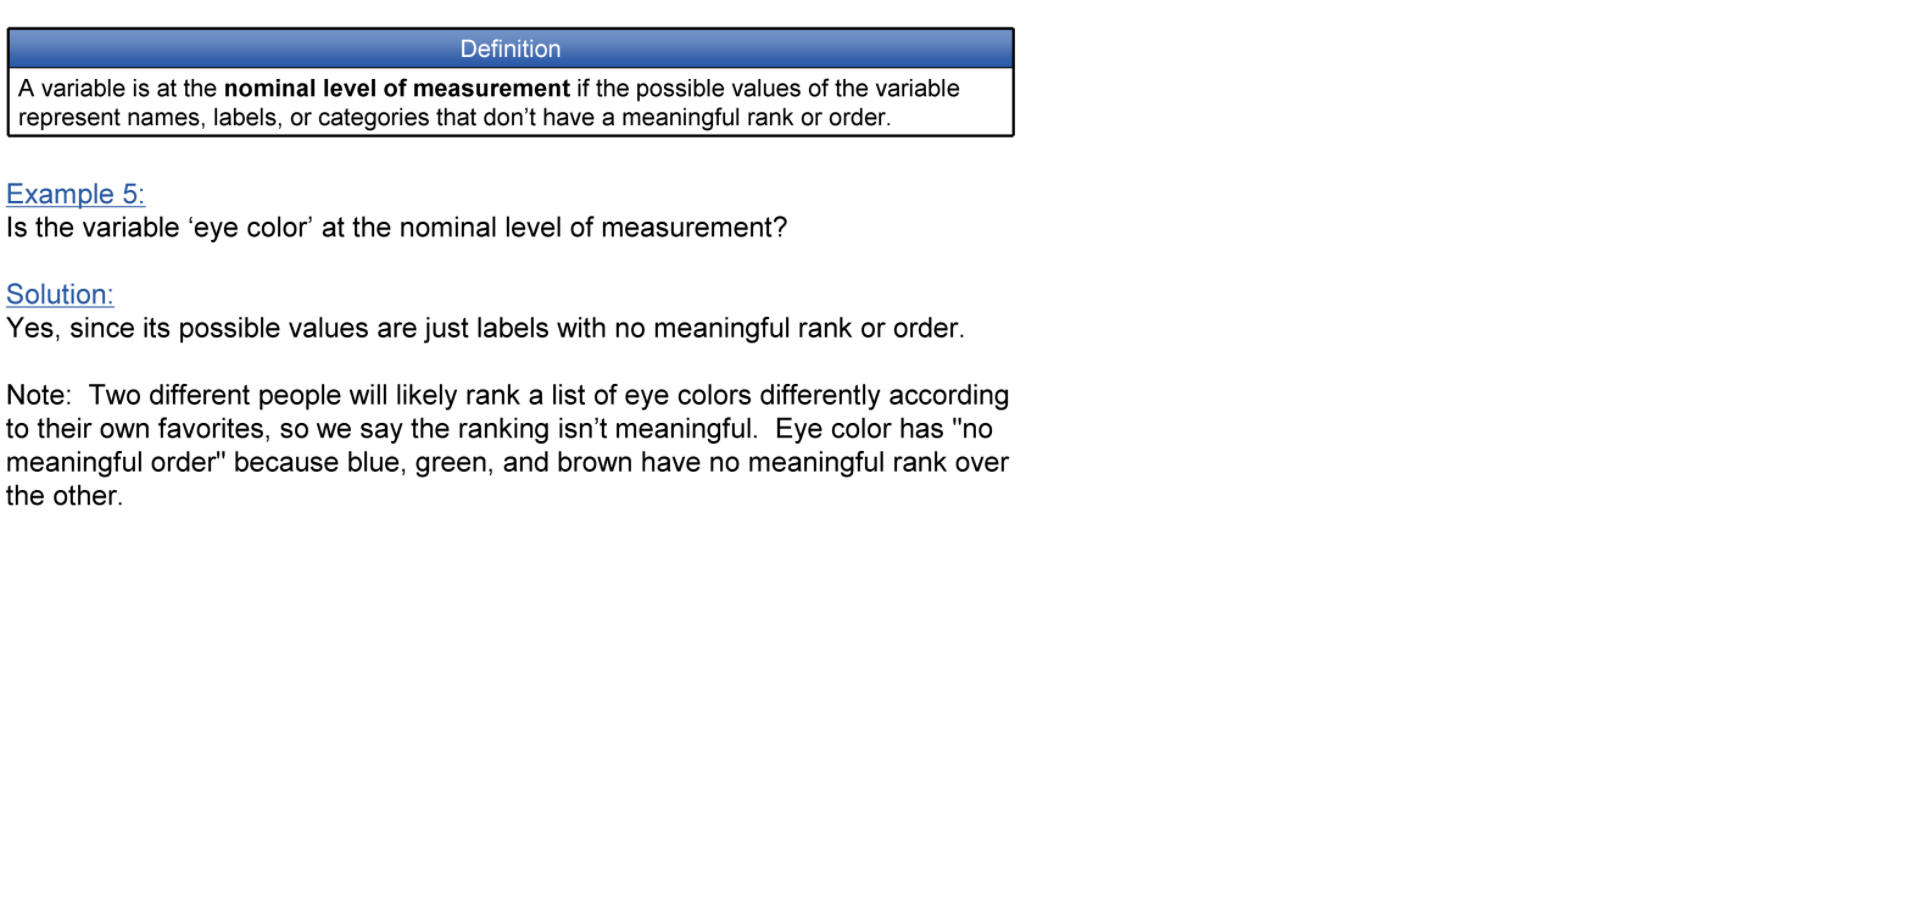 Definition
A variable is at the nominal level of measurement if the possible values of the variable
represent names, labels, or categories that don’t have a meaningful rank or order.
Example 5:
Is the variable ‘eye color’ at the nominal level of measurement?
Solution:
Yes, since its possible values are just labels with no meaningful rank or order.
Note:  Two different people will likely rank a list of eye colors differently according
to their own favorites, so we say the ranking isn’t meaningful.  Eye color has "no
meaningful order" because blue, green, and brown have no meaningful rank over
the other.